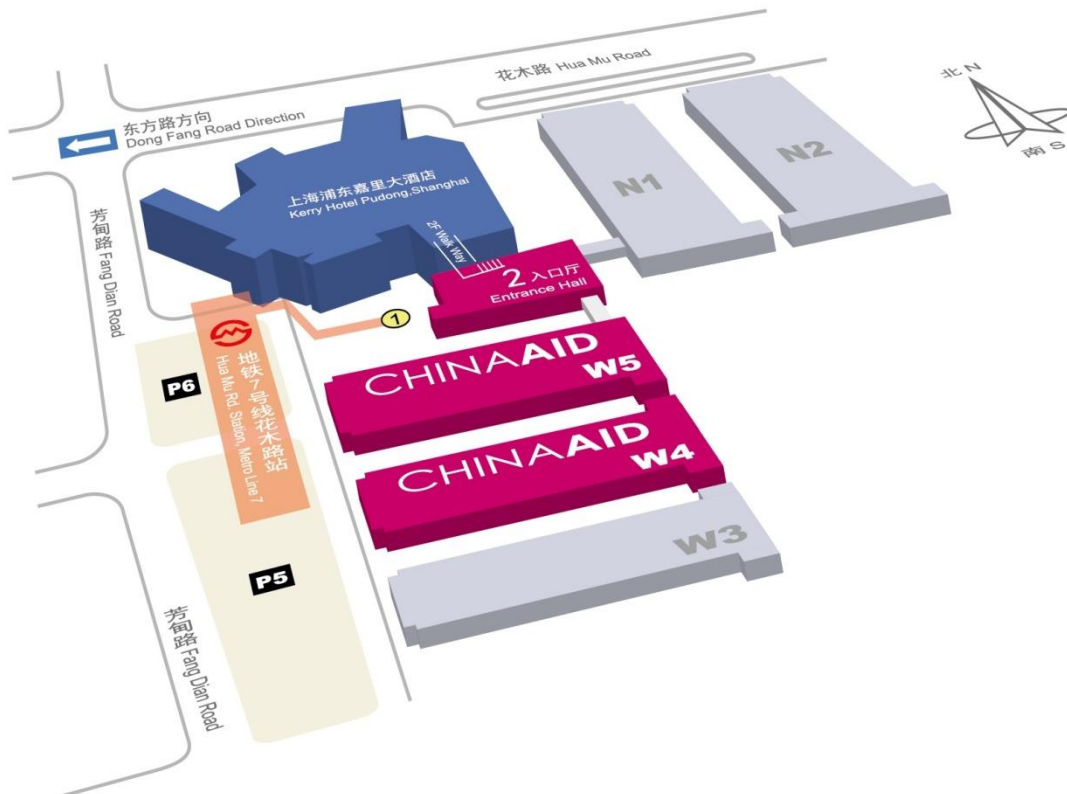 花木路 Hua Mu Road
北 N
南 S
东方路方向
Dong Fang Road Direction
N1
N2
上海浦东嘉里大酒店
Kerry Hotel Pudong,Shanghai
2F Walk Way
2 入口厅
Entrance Hall
1
芳甸路 Fang Dian Road
P6
地铁7号线花木路站
Hua Mu Rd. Station, Metro Line 7
CHINAAID
W5
CHINAAID
W4
W3
P5
芳甸路 Fang Dian Road